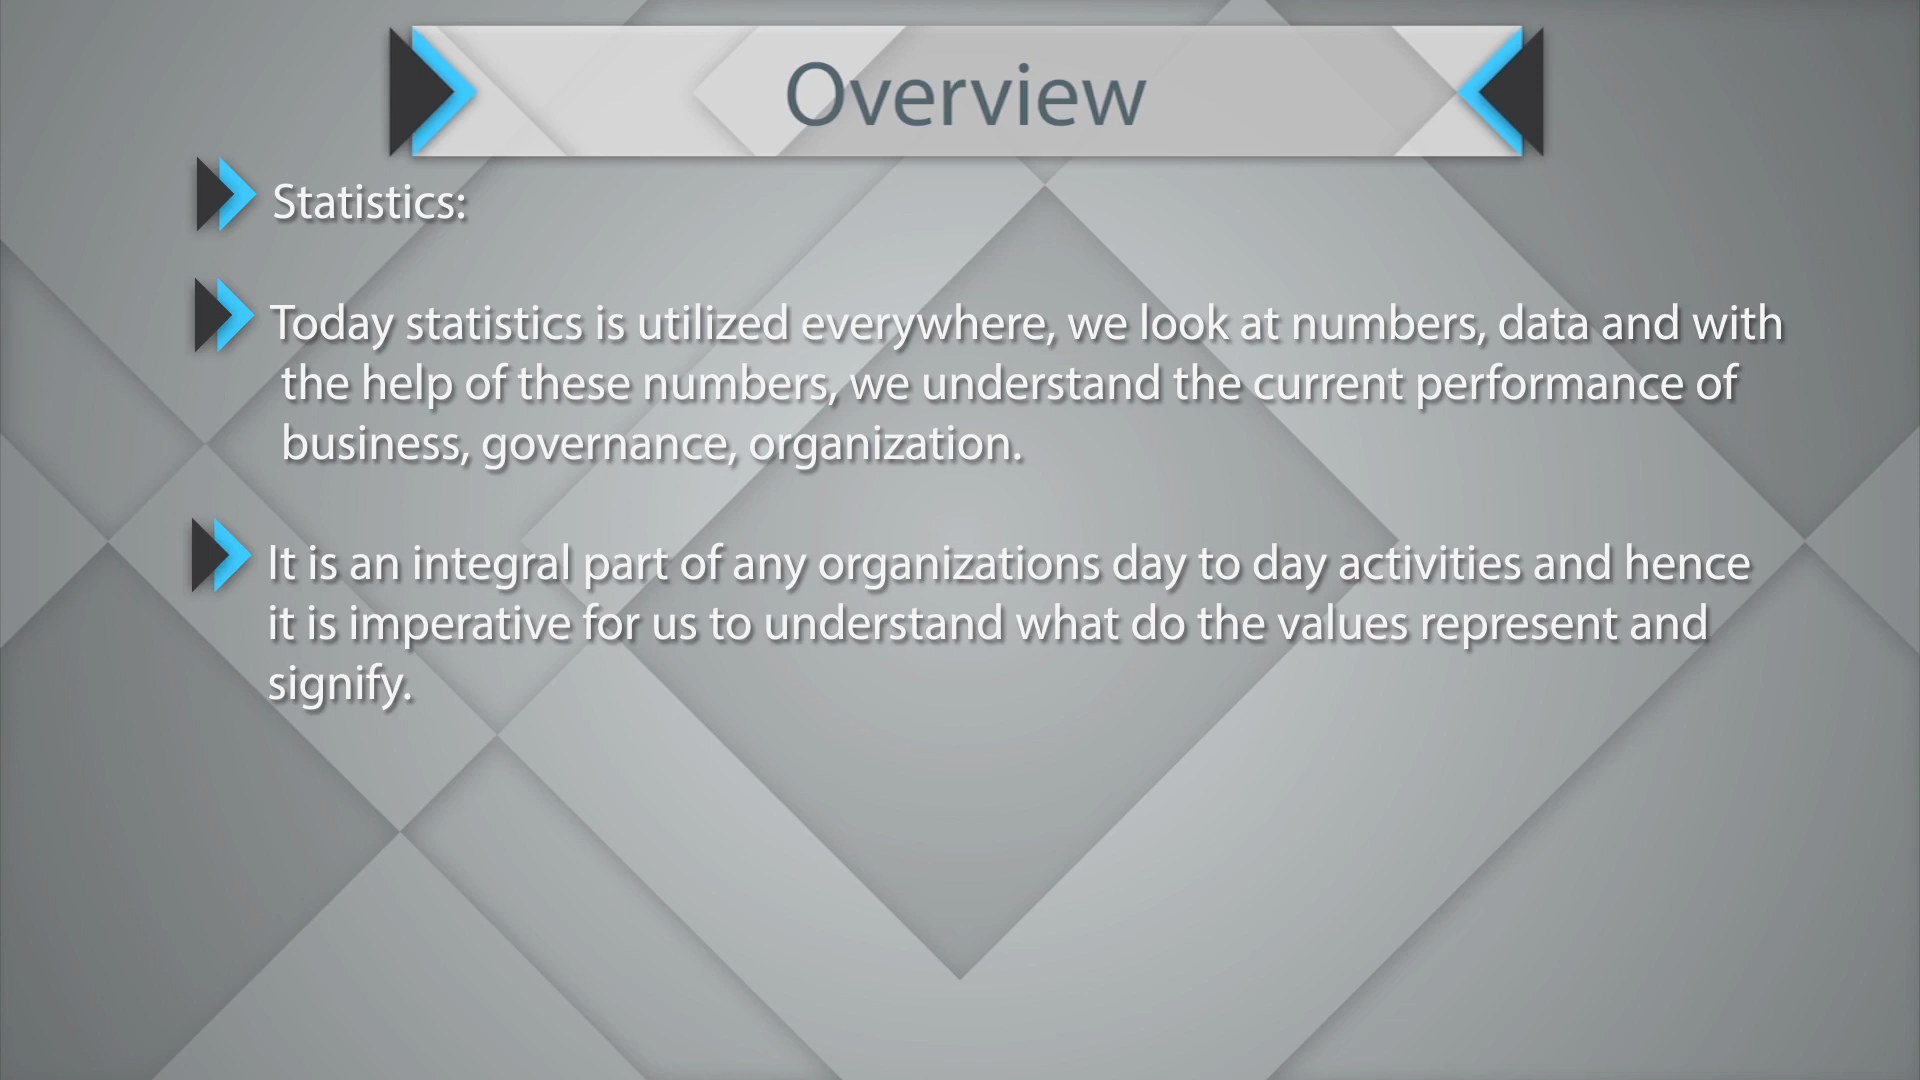 Overview
Statistics:
Today statistics is utilized everywhere, we look at numbers, data and with
the help of these numbers, we understand the current performance of
business, governance, organization.
It is an integral part of any organizations day to day activities and hence
it is imperative for us to understand what do the values represent and
signify.